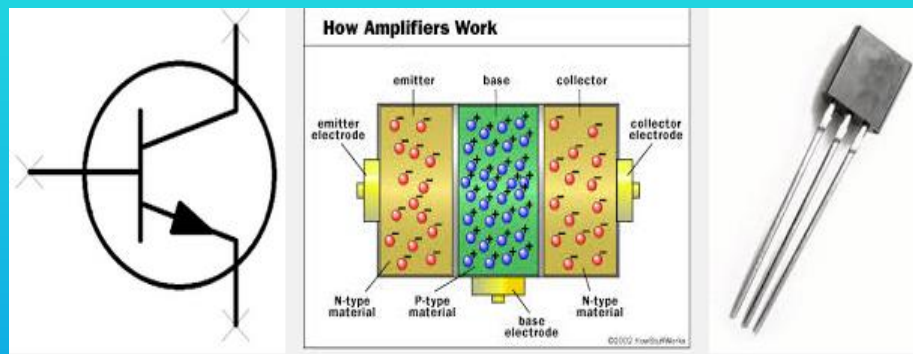 How Amplifiers Work
emitter
base
collector
emitter
electrode
collector
electrode
N-type
material
P-type
material
base
electrode
N-type
material
©2002 HowStuffWorks